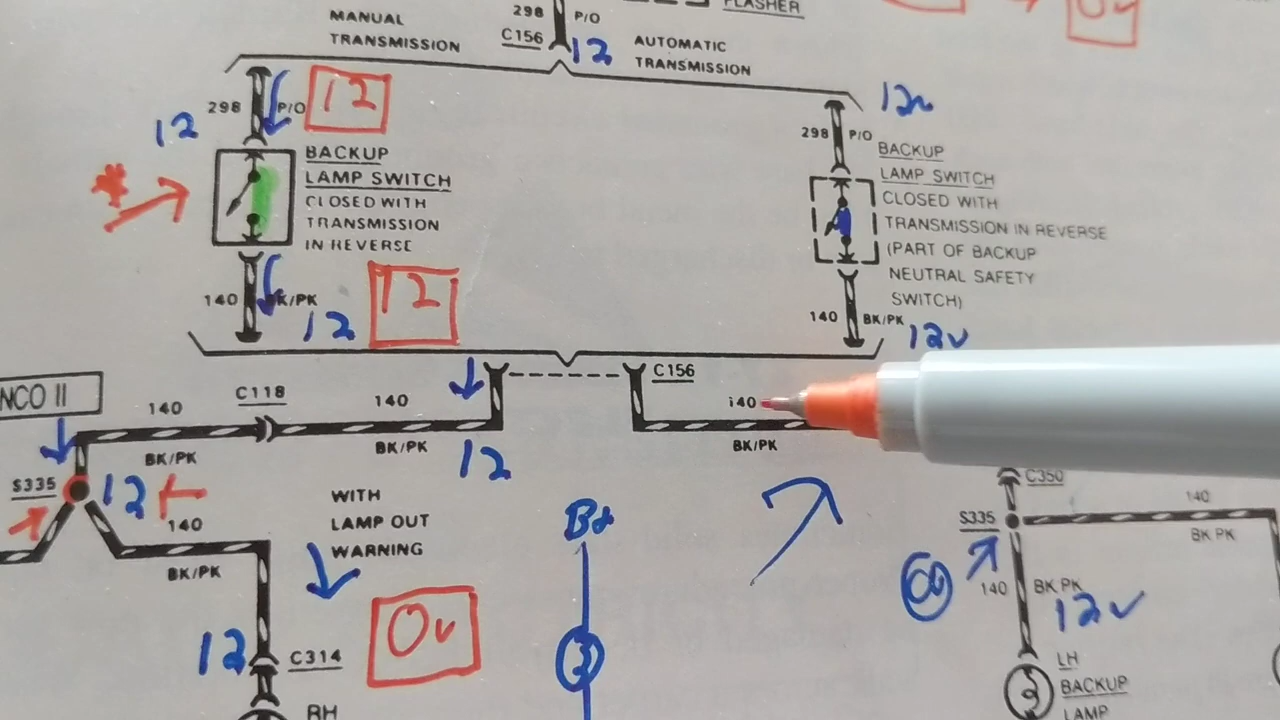 FLASHER
298 P/O
C156
12
MANUAL
TRANSMISSION
AUTOMATIC
TRANSMISSION
0v
298 P/O
12
12
BACKUP
LAMP SWITCH
CLOSED WITH
TRANSMISSION
IN REVERSE
140 BK/PK
12
12
12v
298 P/O
BACKUP
LAMP SWITCH
CLOSED WITH
TRANSMISSION IN REVERSE
(PART OF BACKUP
NEUTRAL SAFETY
SWITCH)
140 BK/PK
12v
NCO II
140
C118
140
BK/PK
BK/PK
12
C156
140
BK/PK
S335
12
140
BK/PK
WITH
LAMP OUT
WARNING
12
0v
C314
RH
B+
C350
S335
140
BK PK
0v
140
BK PK
12v
LH
BACKUP
LAMP